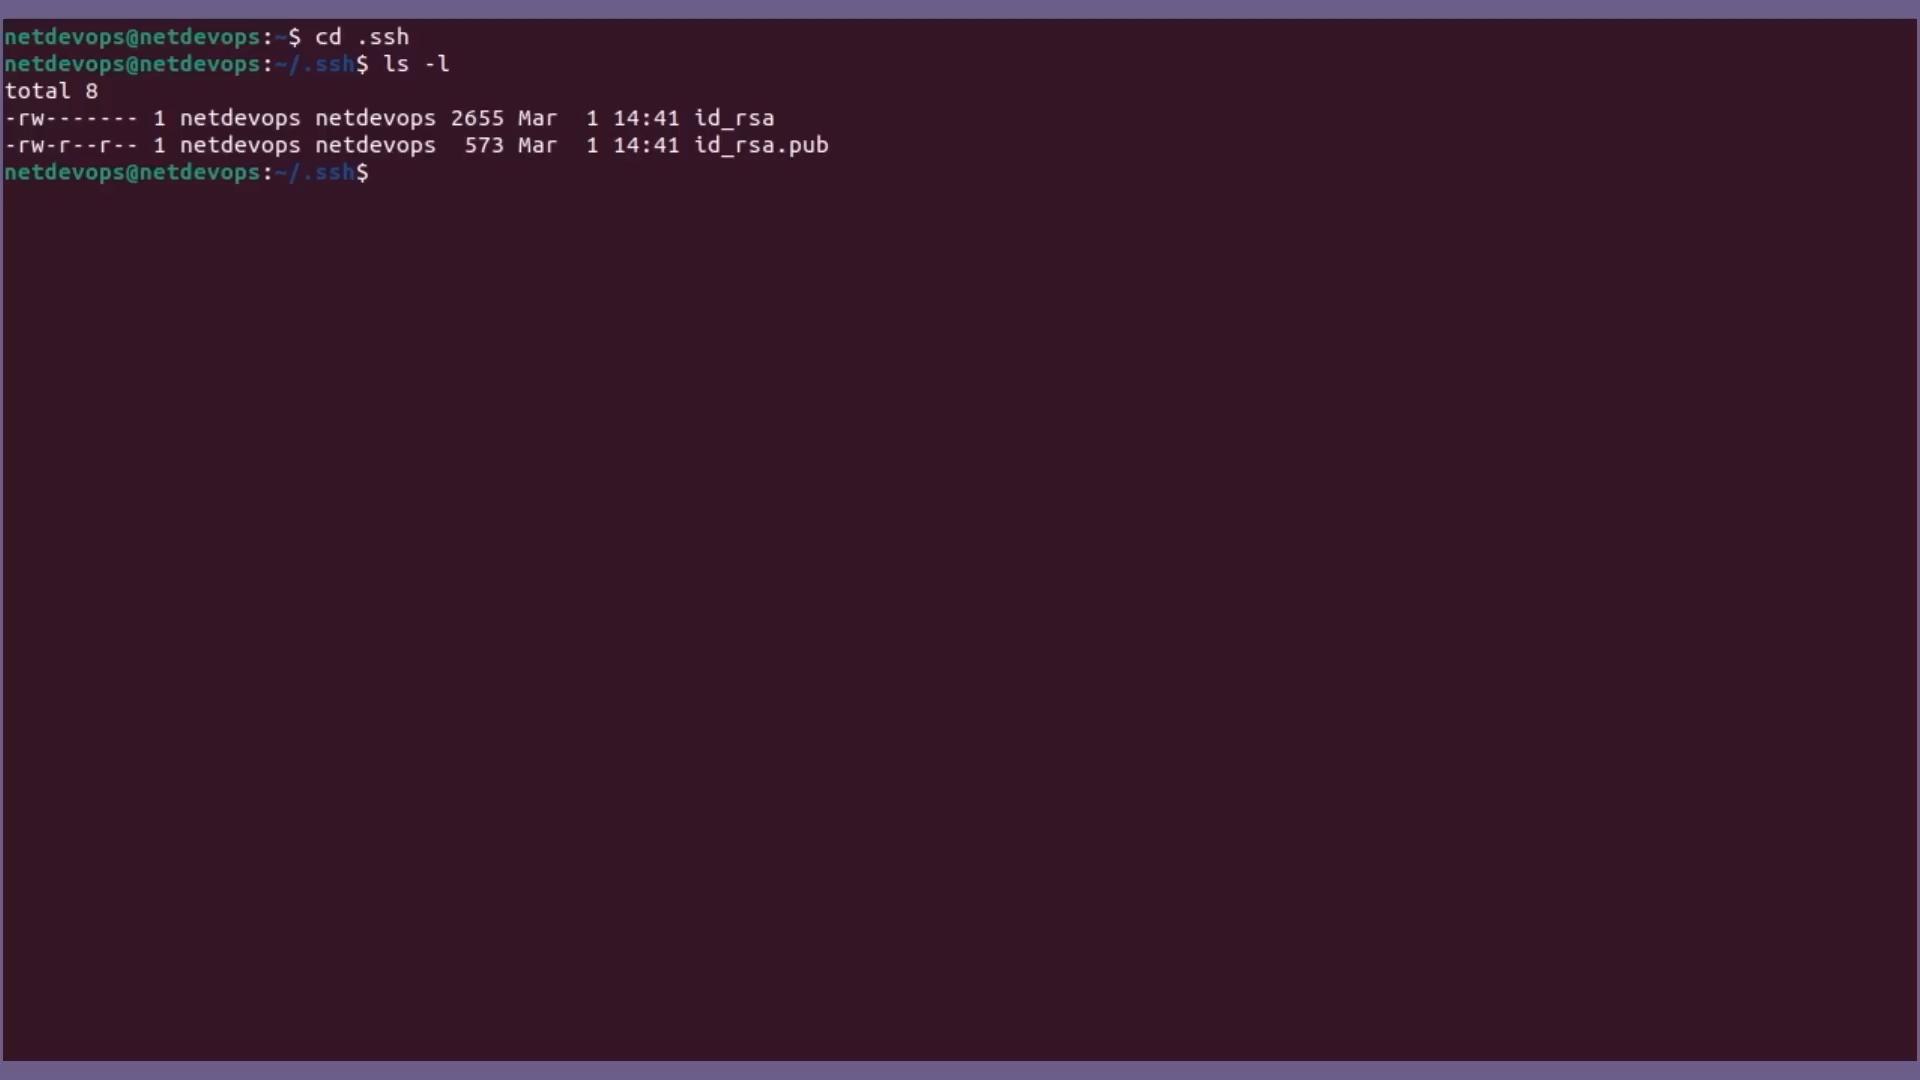 netdevops@netdevops:~$ cd .ssh
netdevops@netdevops:~/.ssh$ ls -l
total 8
-rw------- 1 netdevops netdevops 2655 Mar  1 14:41 id_rsa
-rw-r--r-- 1 netdevops netdevops  573 Mar  1 14:41 id_rsa.pub
netdevops@netdevops:~/.ssh$